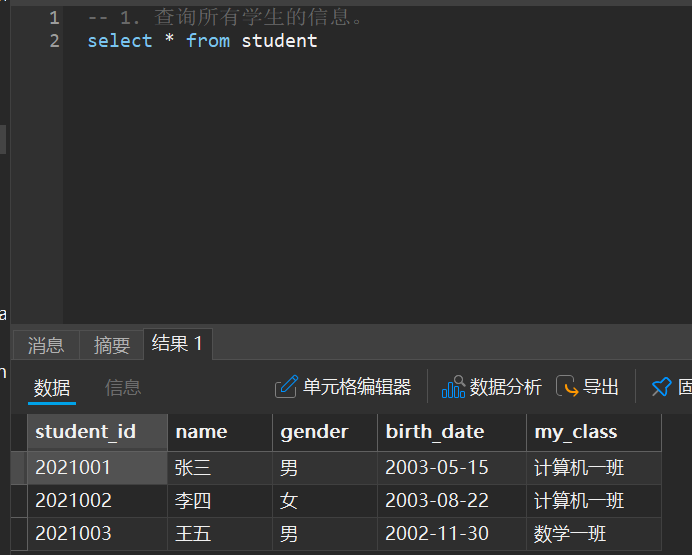 1 -- 1. 查询所有学生的信息。
2 select * from student
消息 摘要 结果 1
数据 信息 单元格编辑器 数据分析 导出
student_id name gender birth_date my_class
2021001 张三 男 2003-05-15 计算机一班
2021002 李四 女 2003-08-22 计算机一班
2021003 王五 男 2002-11-30 数学一班